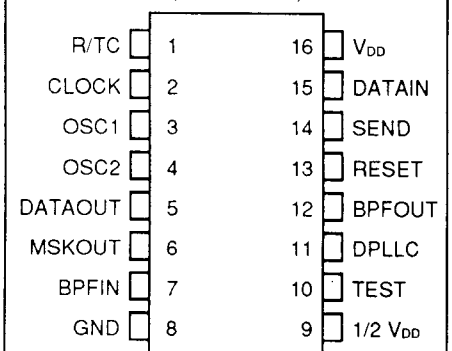 R/TC 1 16 VDD
CLOCK 2 15 DATAIN
OSC1 3 14 SEND
OSC2 4 13 RESET
DATAOUT 5 12 BPFOUT
MSKOUT 6 11 DPLLC
BPFIN 7 10 TEST
GND 8 9 1/2 VDD